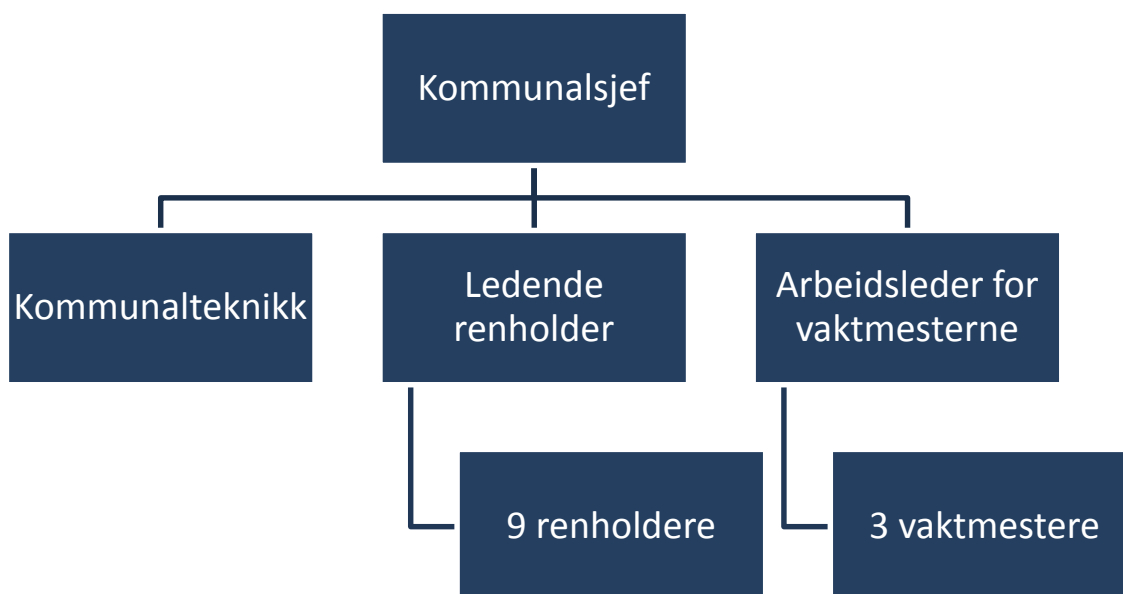 Kommunalsjef
Kommunalteknikk
Ledende
renholder
Arbeidsleder for
vaktmesterne
9 renholdere
3 vaktmestere